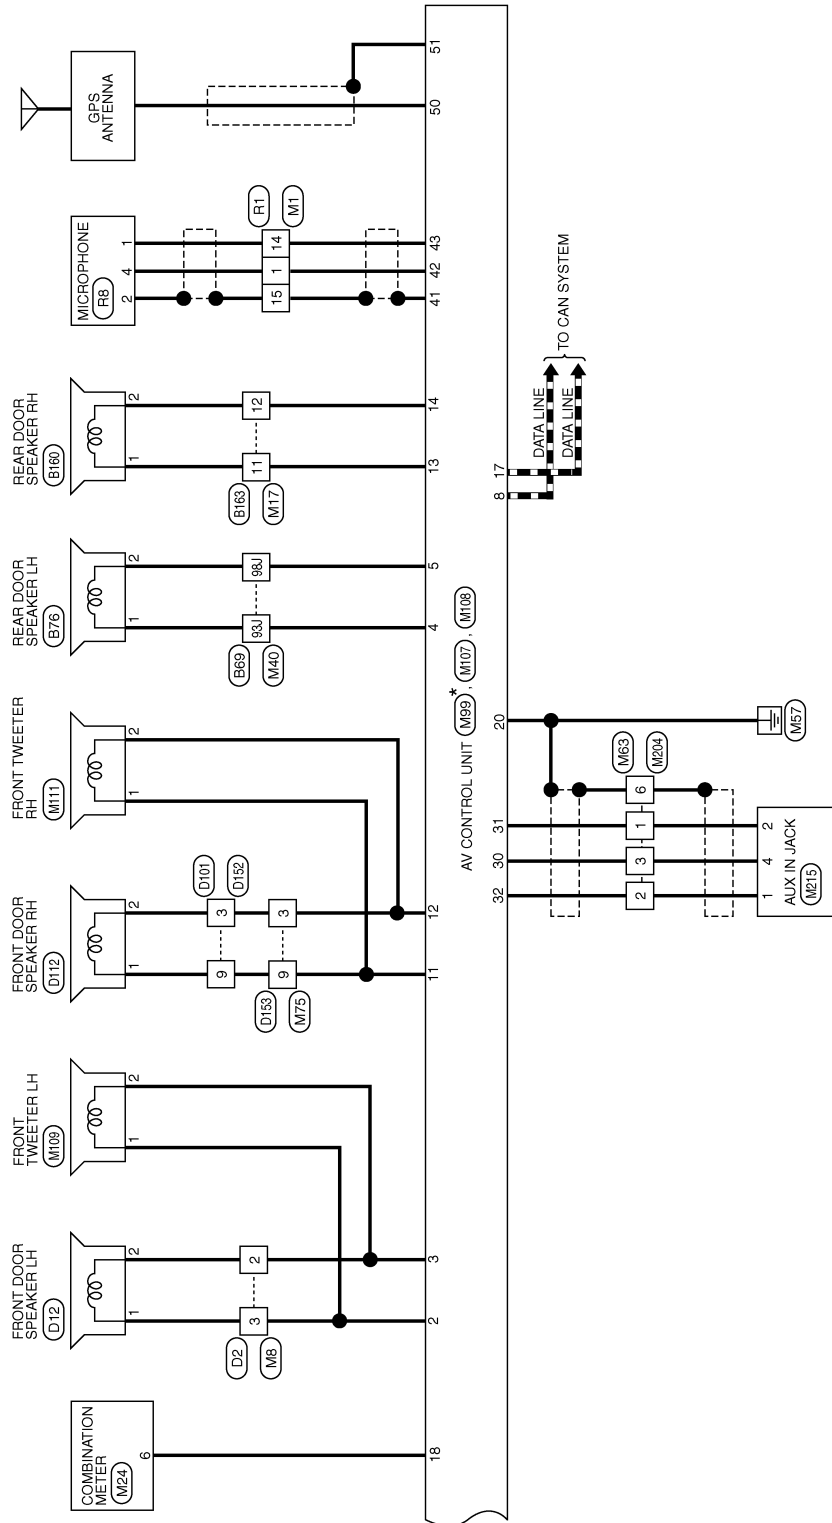 COMBINATION
METER
M24
6
18
FRONT DOOR
SPEAKER LH
D12
1
2
D2
M8
3
2
2
3
FRONT
TWEETER LH
M109
1
2
FRONT DOOR
SPEAKER RH
D112
1
2
D101
D152
9
3
D153
M75
9
3
11
12
FRONT TWEETER
RH
M111
1
2
REAR DOOR
SPEAKER LH
B76
1
2
B69
M40
93J
98J
4
5
REAR DOOR
SPEAKER RH
B160
1
2
B163
M17
11
12
13
14
MICROPHONE
R8
2
4
1
R1
M1
15
1
14
41
42
43
GPS
ANTENNA
50
51
AV CONTROL UNIT M99 * , M107 , M108
32
30
31
20
8
17
DATA LINE
DATA LINE
TO CAN SYSTEM
M63
M204
2
3
1
6
M57
1
4
2
AUX IN JACK
M215